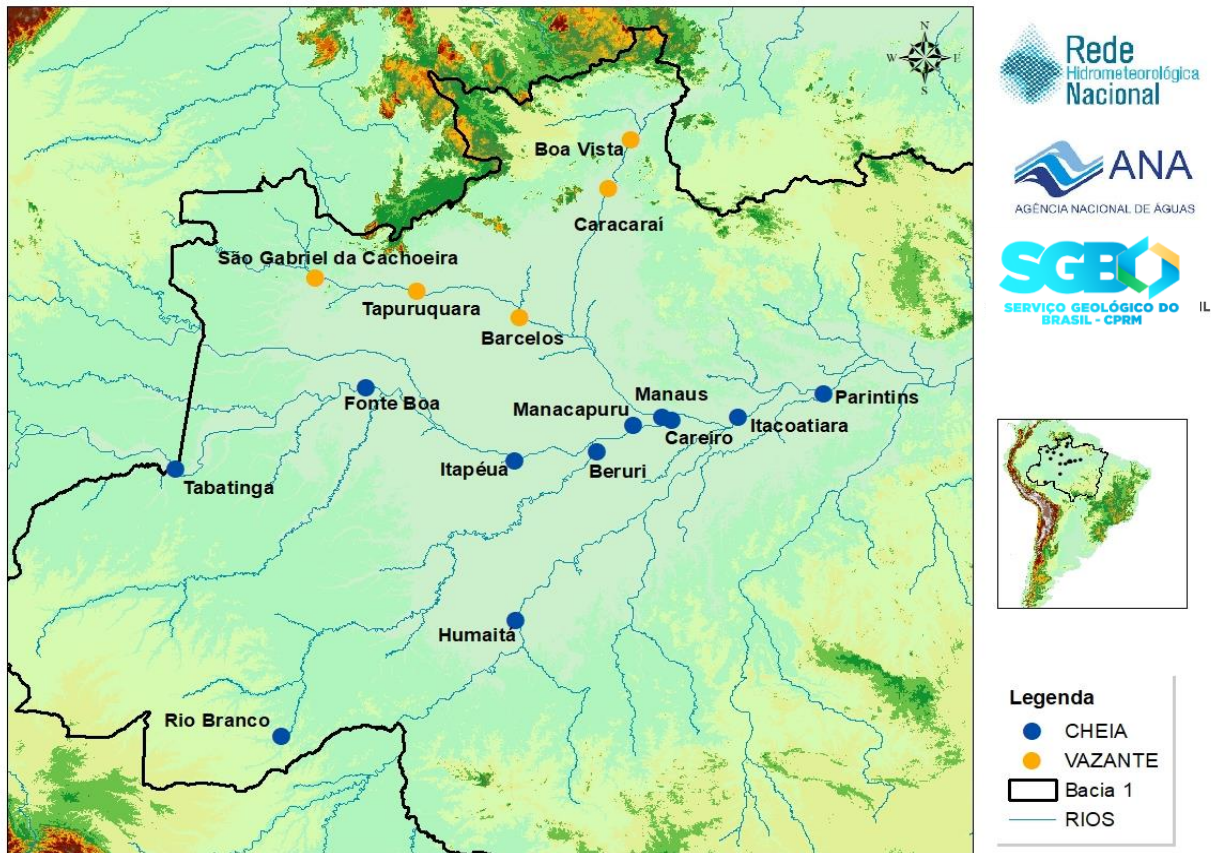 N
W
E
S
Boa Vista
Caracaraí
São Gabriel da Cachoeira
Tapuruquara
Barcelos
Fonte Boa
Manaus
Parintins
Manacapuru
Careiro
Itacoatiara
Itapéua
Beruri
Tabatinga
Humaitá
Rio Branco
Rede
Hidrometeorológica
Nacional
ANA
AGÊNCIA NACIONAL DE ÁGUAS
SGB
SERVIÇO GEOLÓGICO DO
BRASIL - CPRM
IL
Legenda
CHEIA
VAZANTE
Bacia 1
RIOS